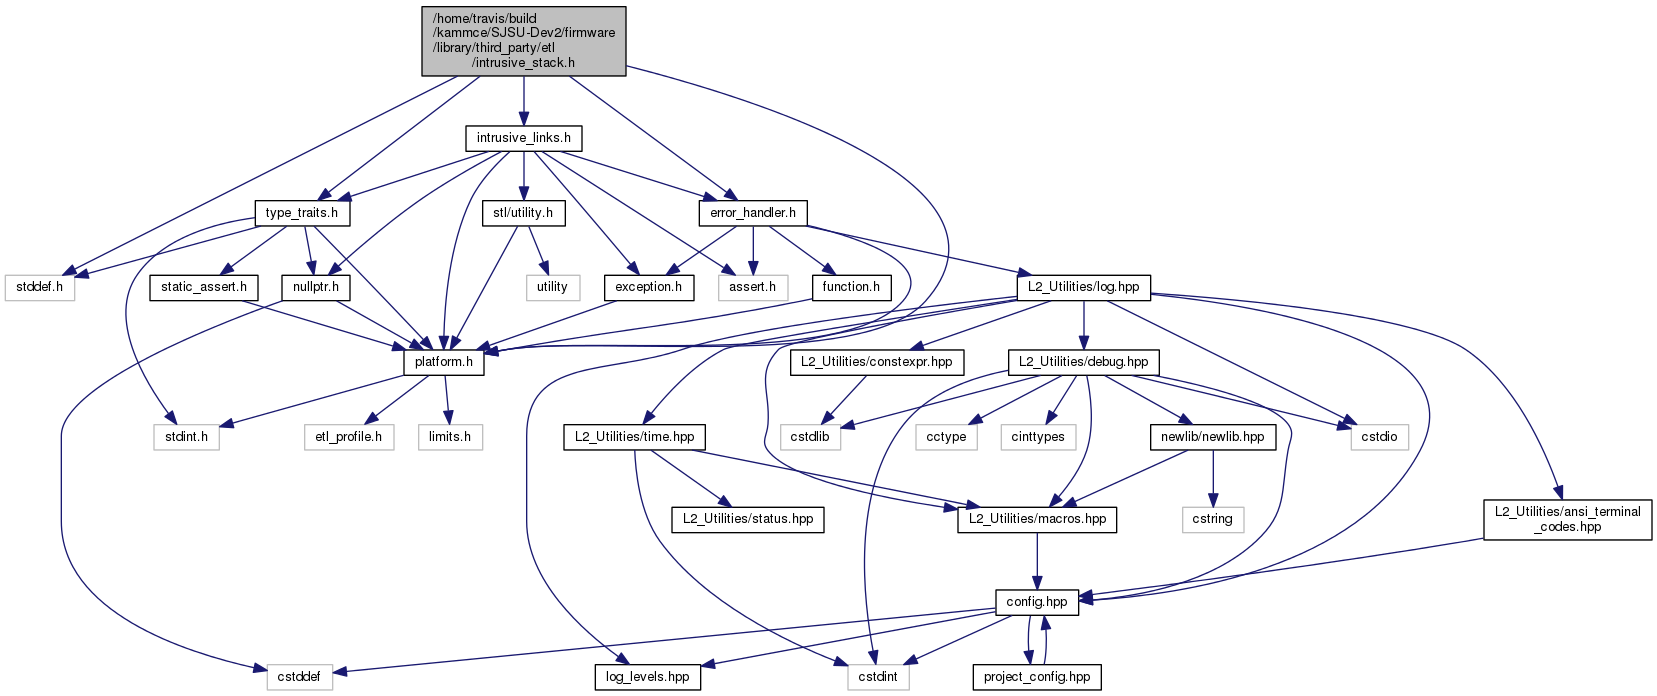 /home/travis/build
/kammce/SJSU-Dev2/firmware
/library/third_party/etl
/intrusive_stack.h
intrusive_links.h
type_traits.h
stl/utility.h
error_handler.h
stddef.h
static_assert.h
nullptr.h
utility
exception.h
assert.h
function.h
L2_Utilities/log.hpp
platform.h
L2_Utilities/constexpr.hpp
L2_Utilities/debug.hpp
stdint.h
etl_profile.h
limits.h
L2_Utilities/time.hpp
cstdlib
cctype
cinttypes
newlib/newlib.hpp
cstdio
L2_Utilities/status.hpp
L2_Utilities/macros.hpp
cstring
L2_Utilities/ansi_terminal
_codes.hpp
config.hpp
cstddef
log_levels.hpp
cstdint
project_config.hpp